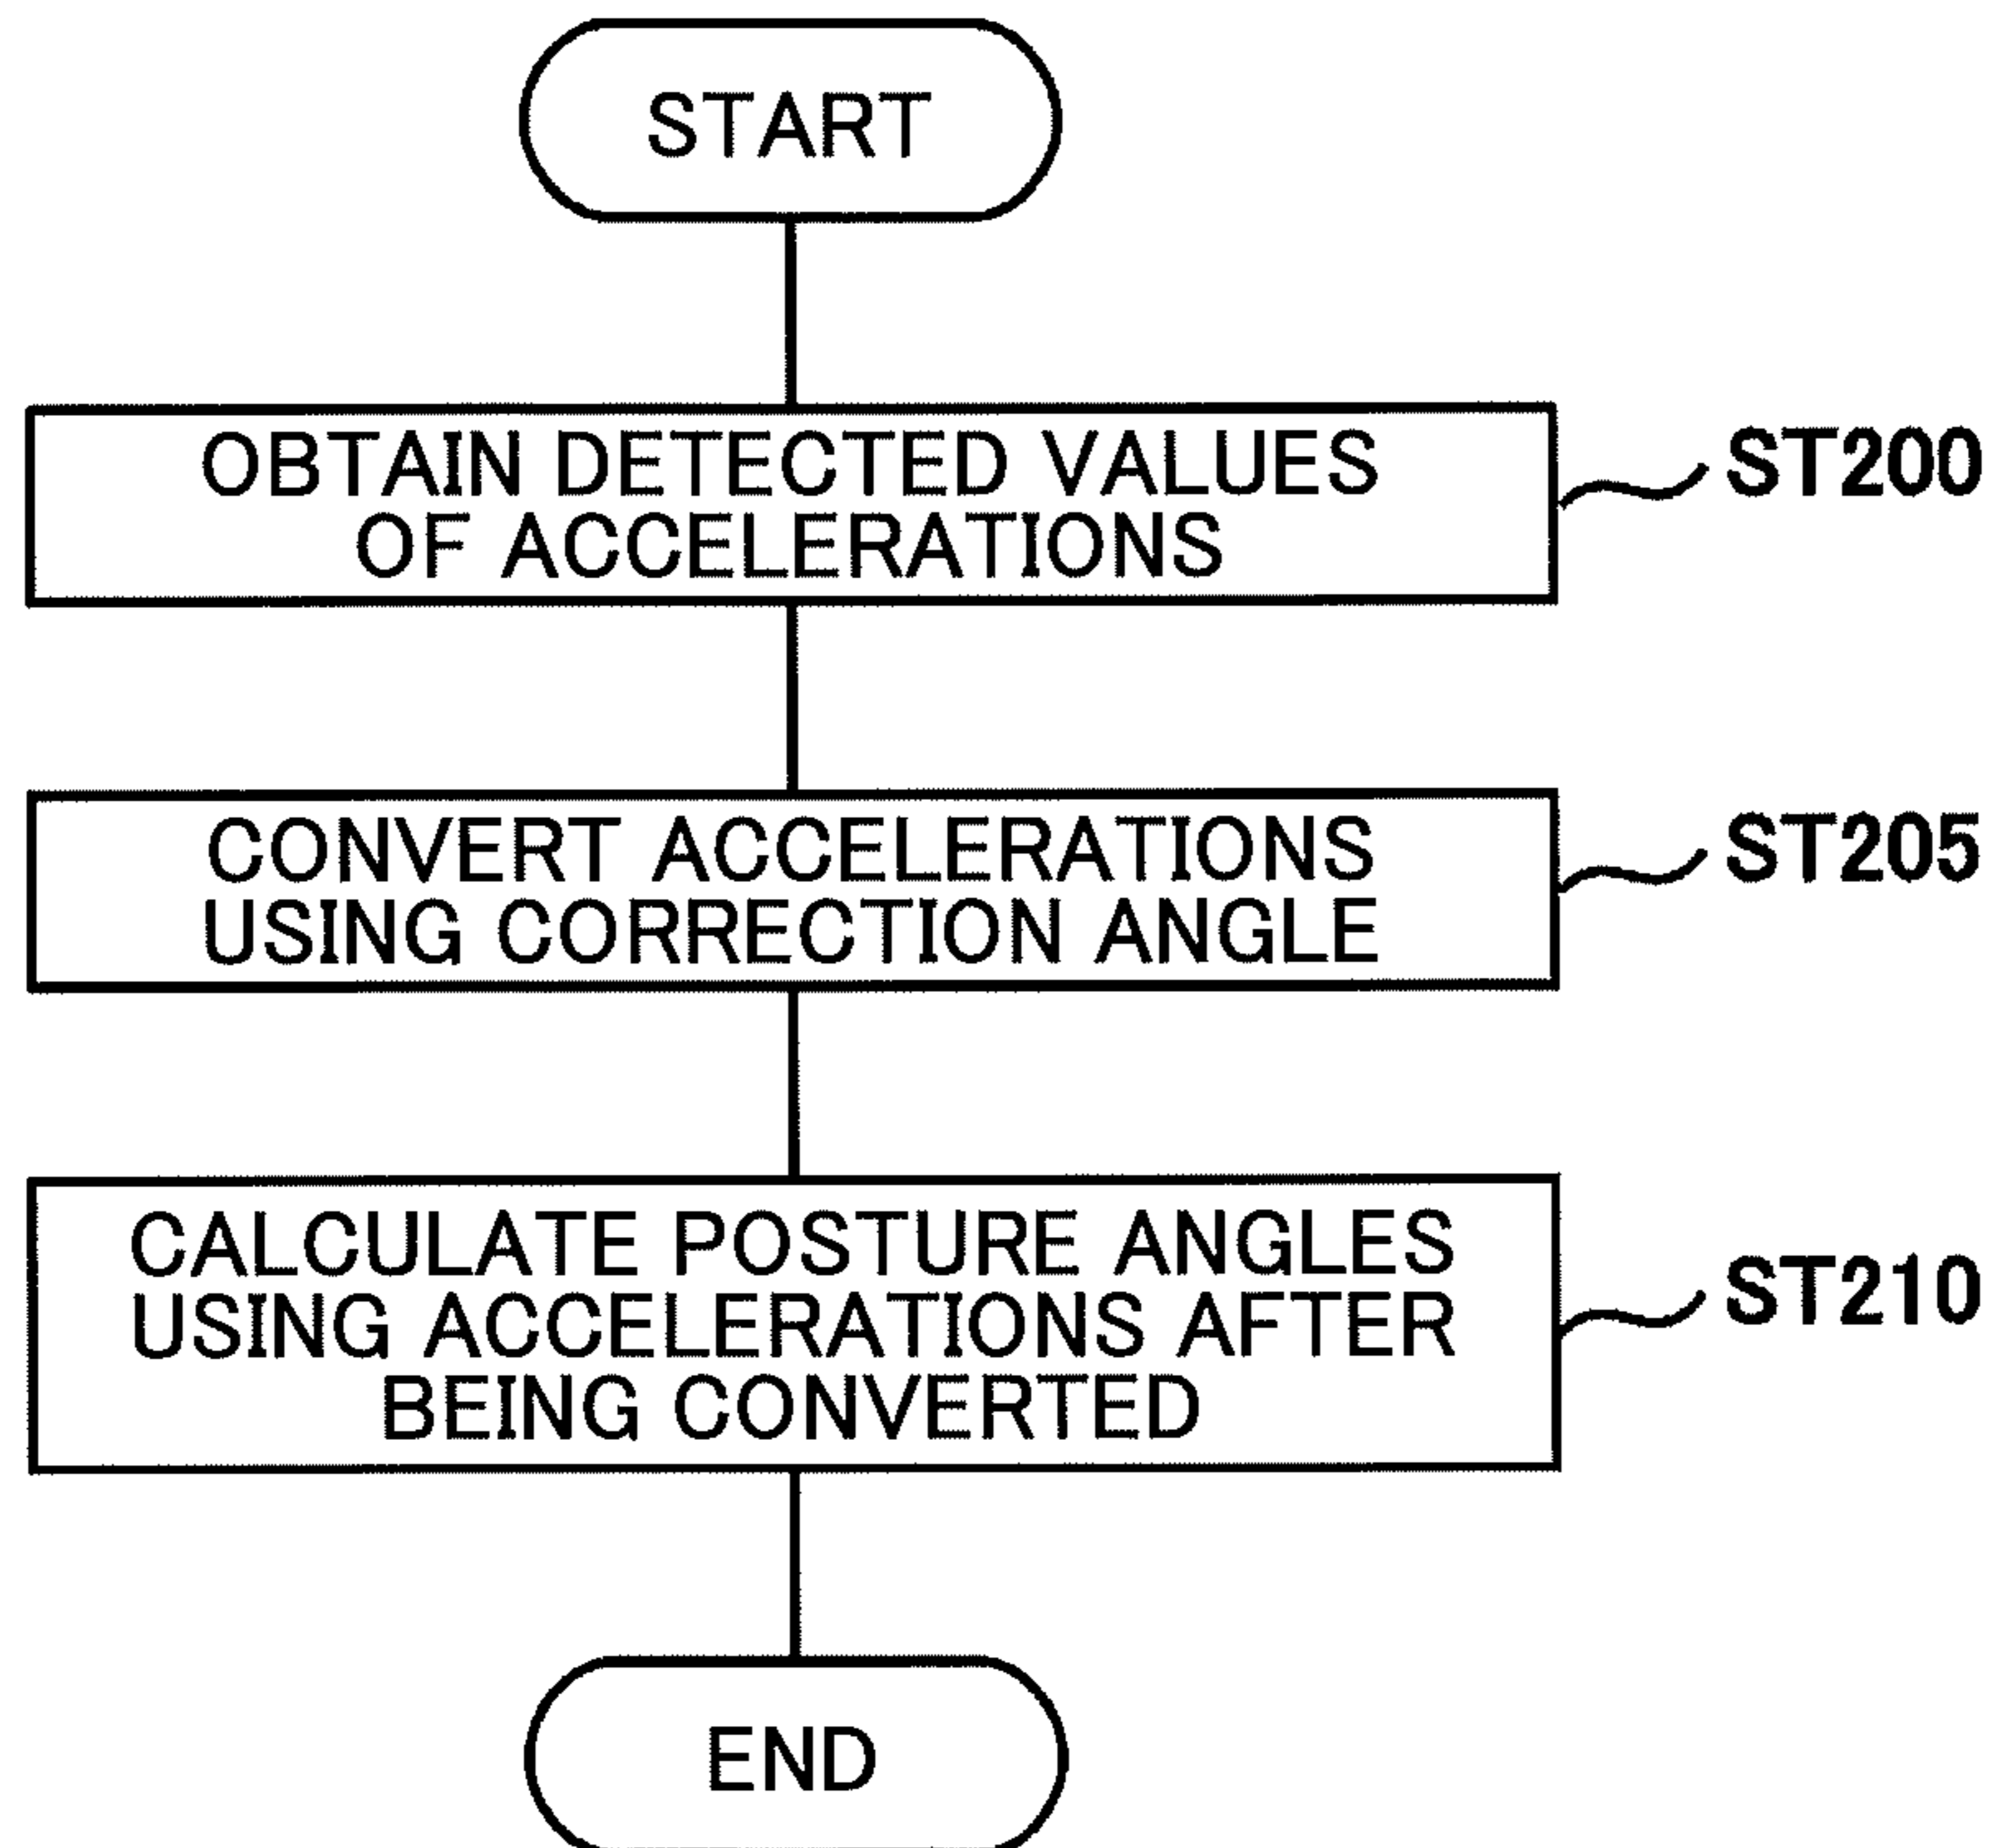 START
OBTAIN DETECTED VALUES
OF ACCELERATIONS
ST200
CONVERT ACCELERATIONS
USING CORRECTION ANGLE
ST205
CALCULATE POSTURE ANGLES
USING ACCELERATIONS AFTER
BEING CONVERTED
ST210
END